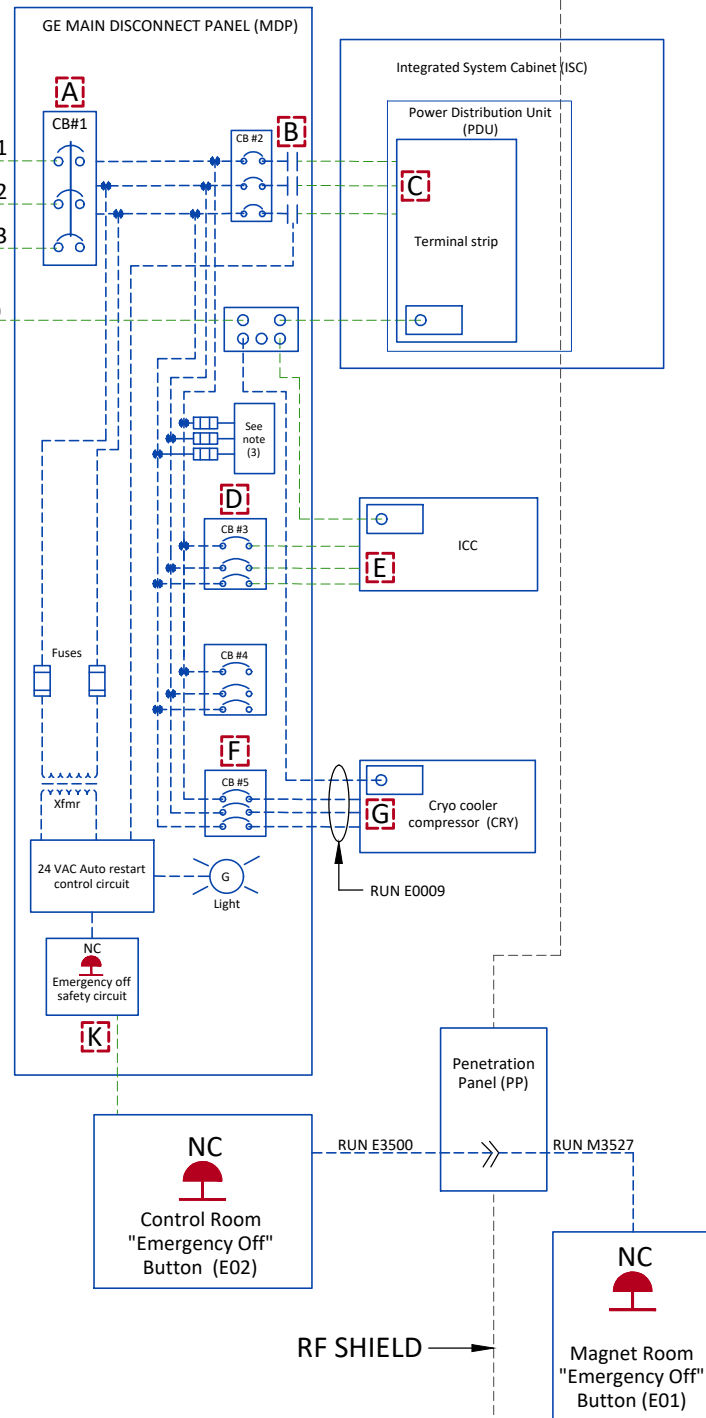 GE MAIN DISCONNECT PANEL (MDP)
Integrated System Cabinet (ISC)
A
CB#1
B
CB #2
Power Distribution Unit
(PDU)
1
2
3
C
Terminal strip
See
note
(3)
D
CB #3
ICC
E
Fuses
CB #4
F
CB #5
Xfmr
G
Cryo cooler
compressor (CRY)
24 VAC Auto restart
control circuit
G
Light
RUN E0009
NC
Emergency off
safety circuit
K
Penetration
Panel (PP)
NC
Control Room
"Emergency Off"
Button (E02)
RUN E3500
RUN M3527
NC
Magnet Room
"Emergency Off"
Button (E01)
RF SHIELD